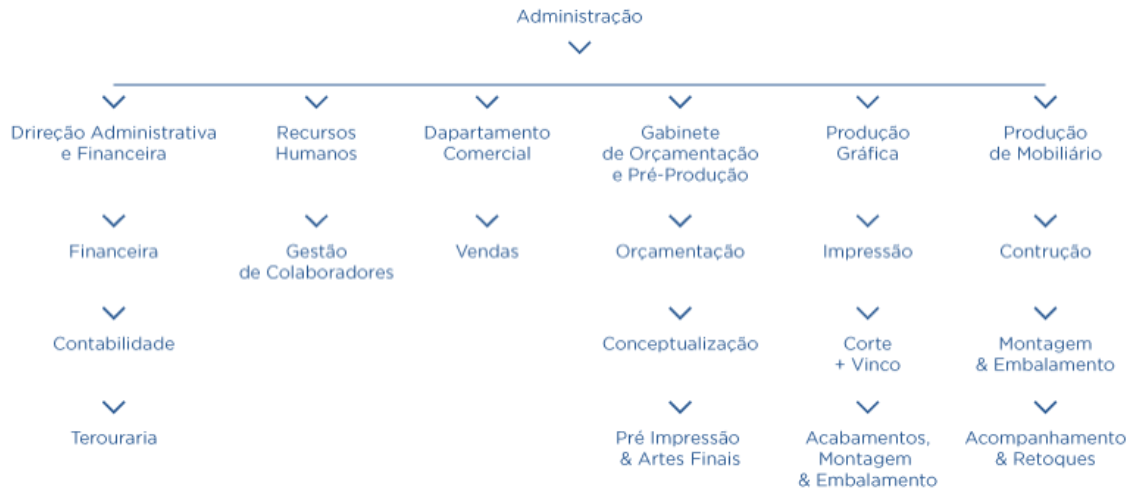 Administração
Drireção Administrativa
e Financeira
Recursos
Humanos
Dapartamento
Comercial
Gabinete
de Orçamentação
e Pré-Produção
Produção
Gráfica
Produção
de Mobiliário
Financeira
Gestão
de Colaboradores
Vendas
Orçamentação
Impressão
Contrução
Contabilidade
Conceptualização
Corte
+ Vinco
Montagem
& Embalamento
Terouraria
Pré Impressão
& Artes Finais
Acabamentos,
Montagem
& Embalamento
Acompanhamento
& Retoques